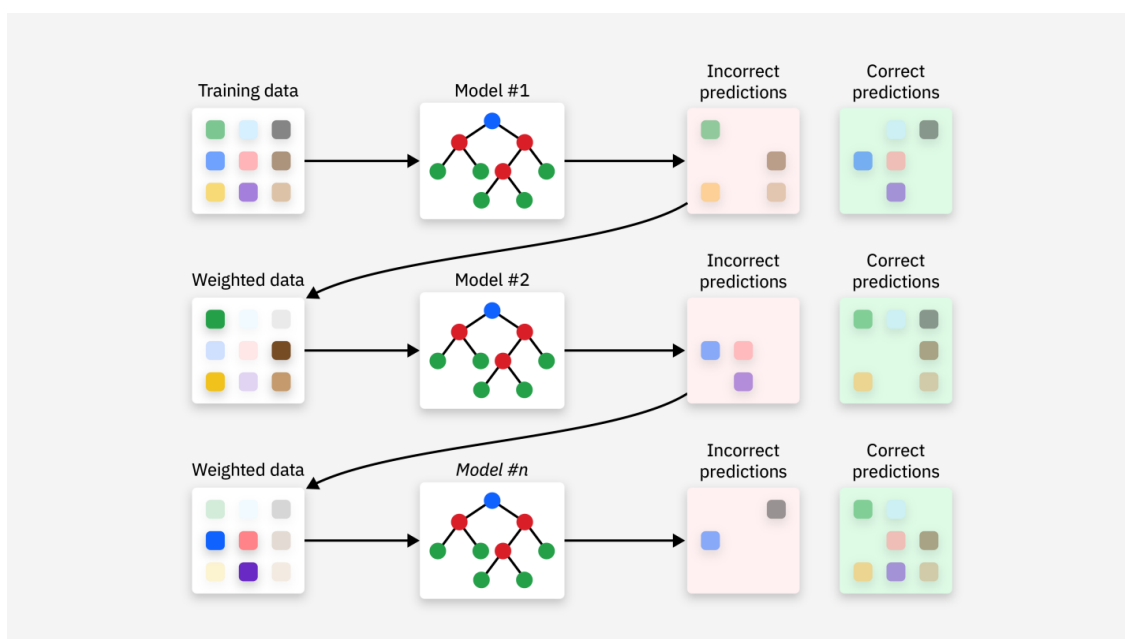 Training data
Model #1
Incorrect
predictions
Correct
predictions
Weighted data
Model #2
Incorrect
predictions
Correct
predictions
Weighted data
Model #n
Incorrect
predictions
Correct
predictions